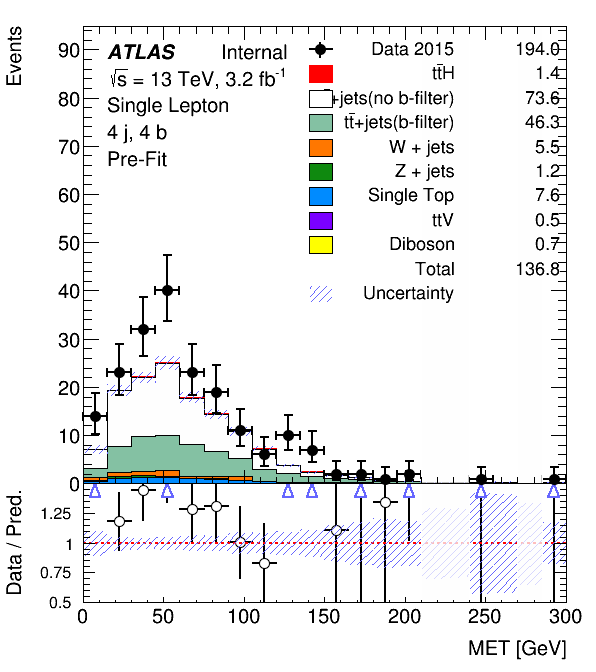 Events
ATLAS Internal
√s = 13 TeV, 3.2 fb⁻¹
Single Lepton
4 j, 4 b
Pre-Fit
Data 2015 194.0
tt̄H 1.4
+jets(no b-filter) 73.6
tt̄+jets(b-filter) 46.3
W + jets 5.5
Z + jets 1.2
Single Top 7.6
ttV 0.5
Diboson 0.7
Total 136.8
Uncertainty
90
80
70
60
50
40
30
20
10
0
Data / Pred.
1.25
1
0.75
0.5
0 50 100 150 200 250 300
MET [GeV]